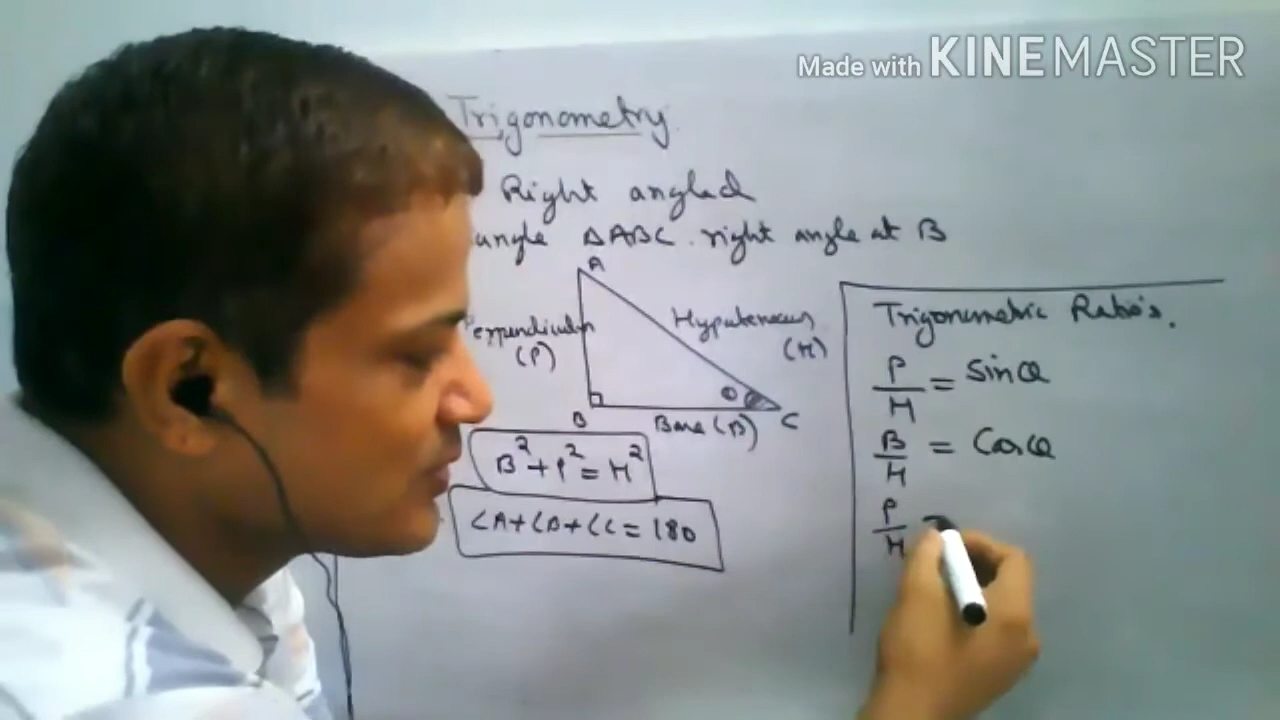 Made with KINEMASTER
Trigonometry.
Right angled
angle ΔABC. right angle at B
A
Perpendicular
(P)
Hypoteneus
(H)
θ
B
Base (B)
C
B²+P²=H²
∠A+∠B+∠C=180
Trigonometric Ratio's.
P/H = Sinθ
B/H = Cosθ
P/H